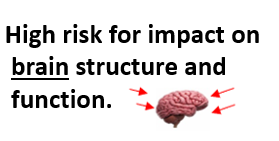 High risk for impact on
brain structure and
function.